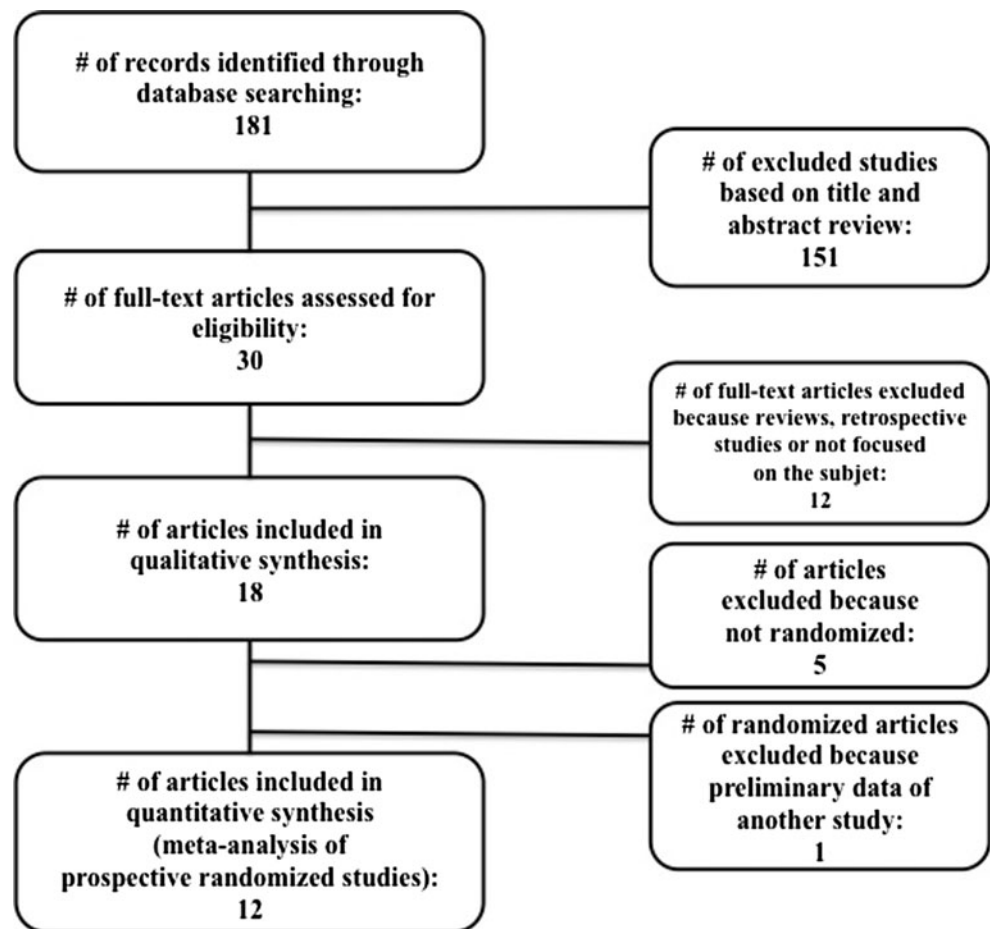 # of records identified through
database searching:
181
# of excluded studies
based on title and
abstract review:
151
# of full-text articles assessed for
eligibility:
30
# of full-text articles excluded
because reviews, retrospective
studies or not focused
on the subjet:
12
# of articles included in
qualitative synthesis:
18
# of articles
excluded because
not randomized:
5
# of randomized articles
excluded because
preliminary data of
another study:
1
# of articles included in
quantitative synthesis
(meta-analysis of
prospective randomized studies):
12